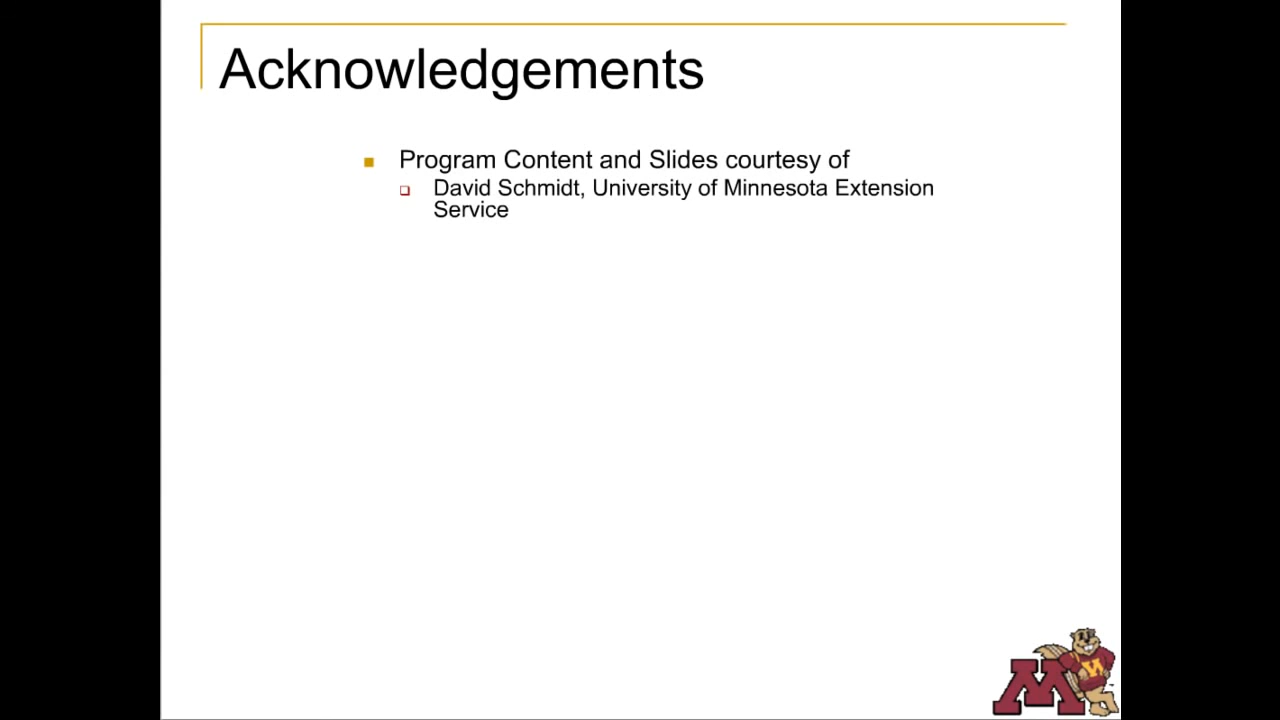 Acknowledgements
Program Content and Slides courtesy of
David Schmidt, University of Minnesota Extension
Service
M